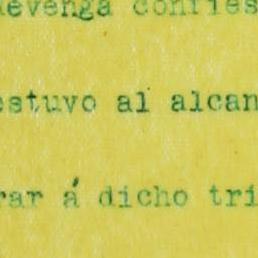 devenga confies
estuvo al alcan
rar á dicho tri